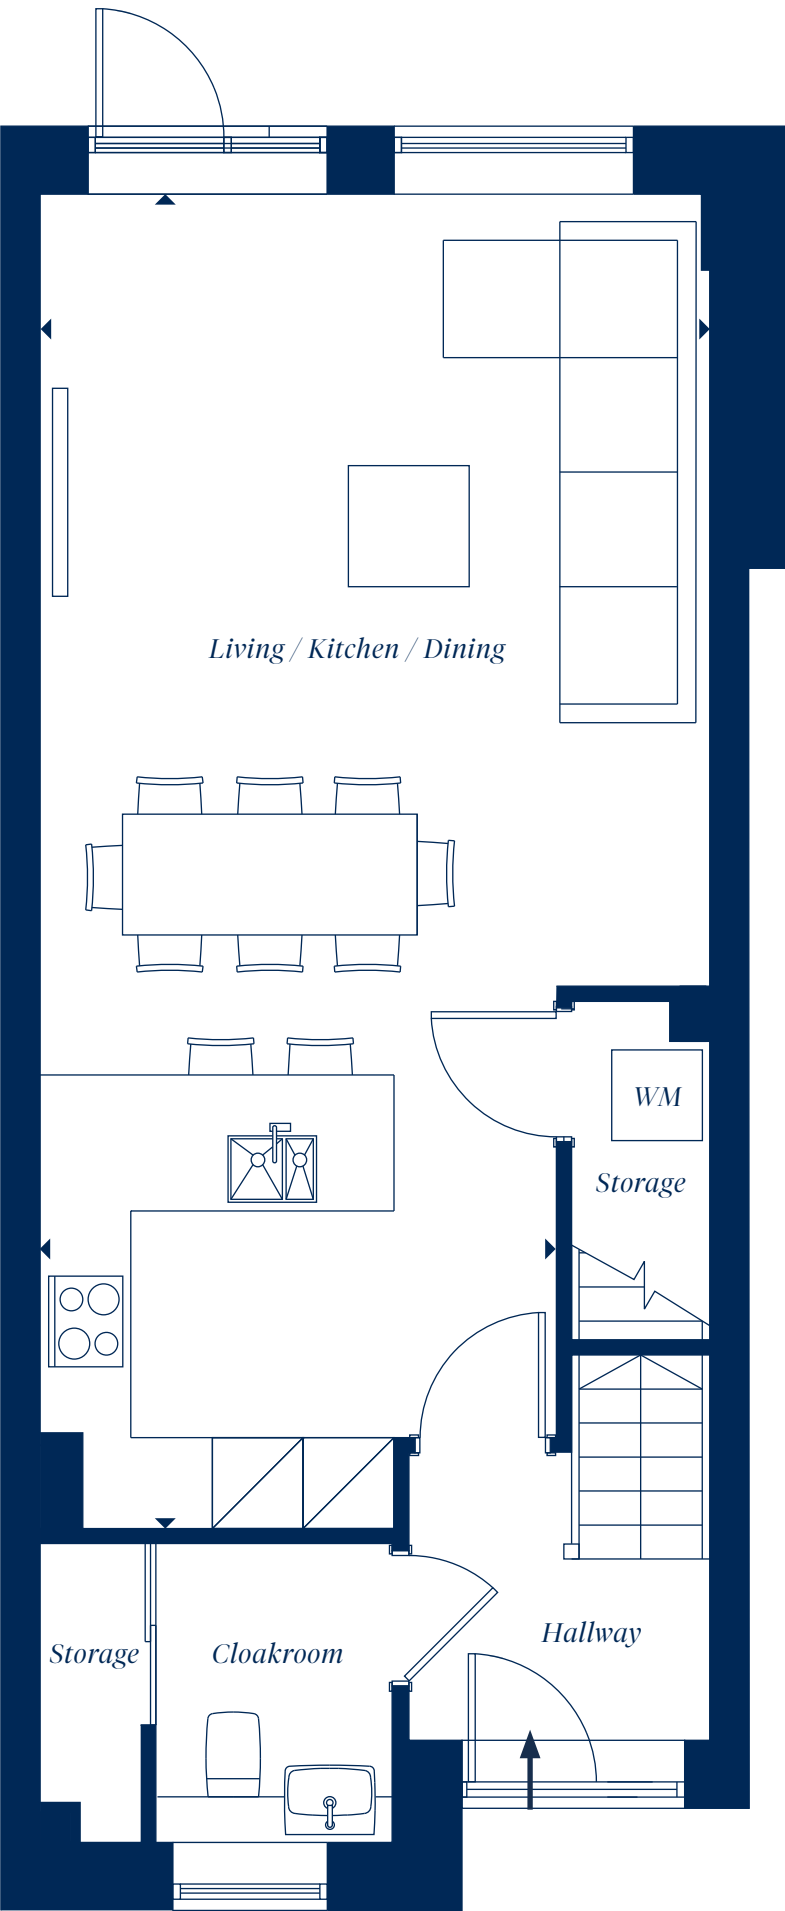 Living / Kitchen / Dining
WM
Storage
Hallway
Storage
Cloakroom